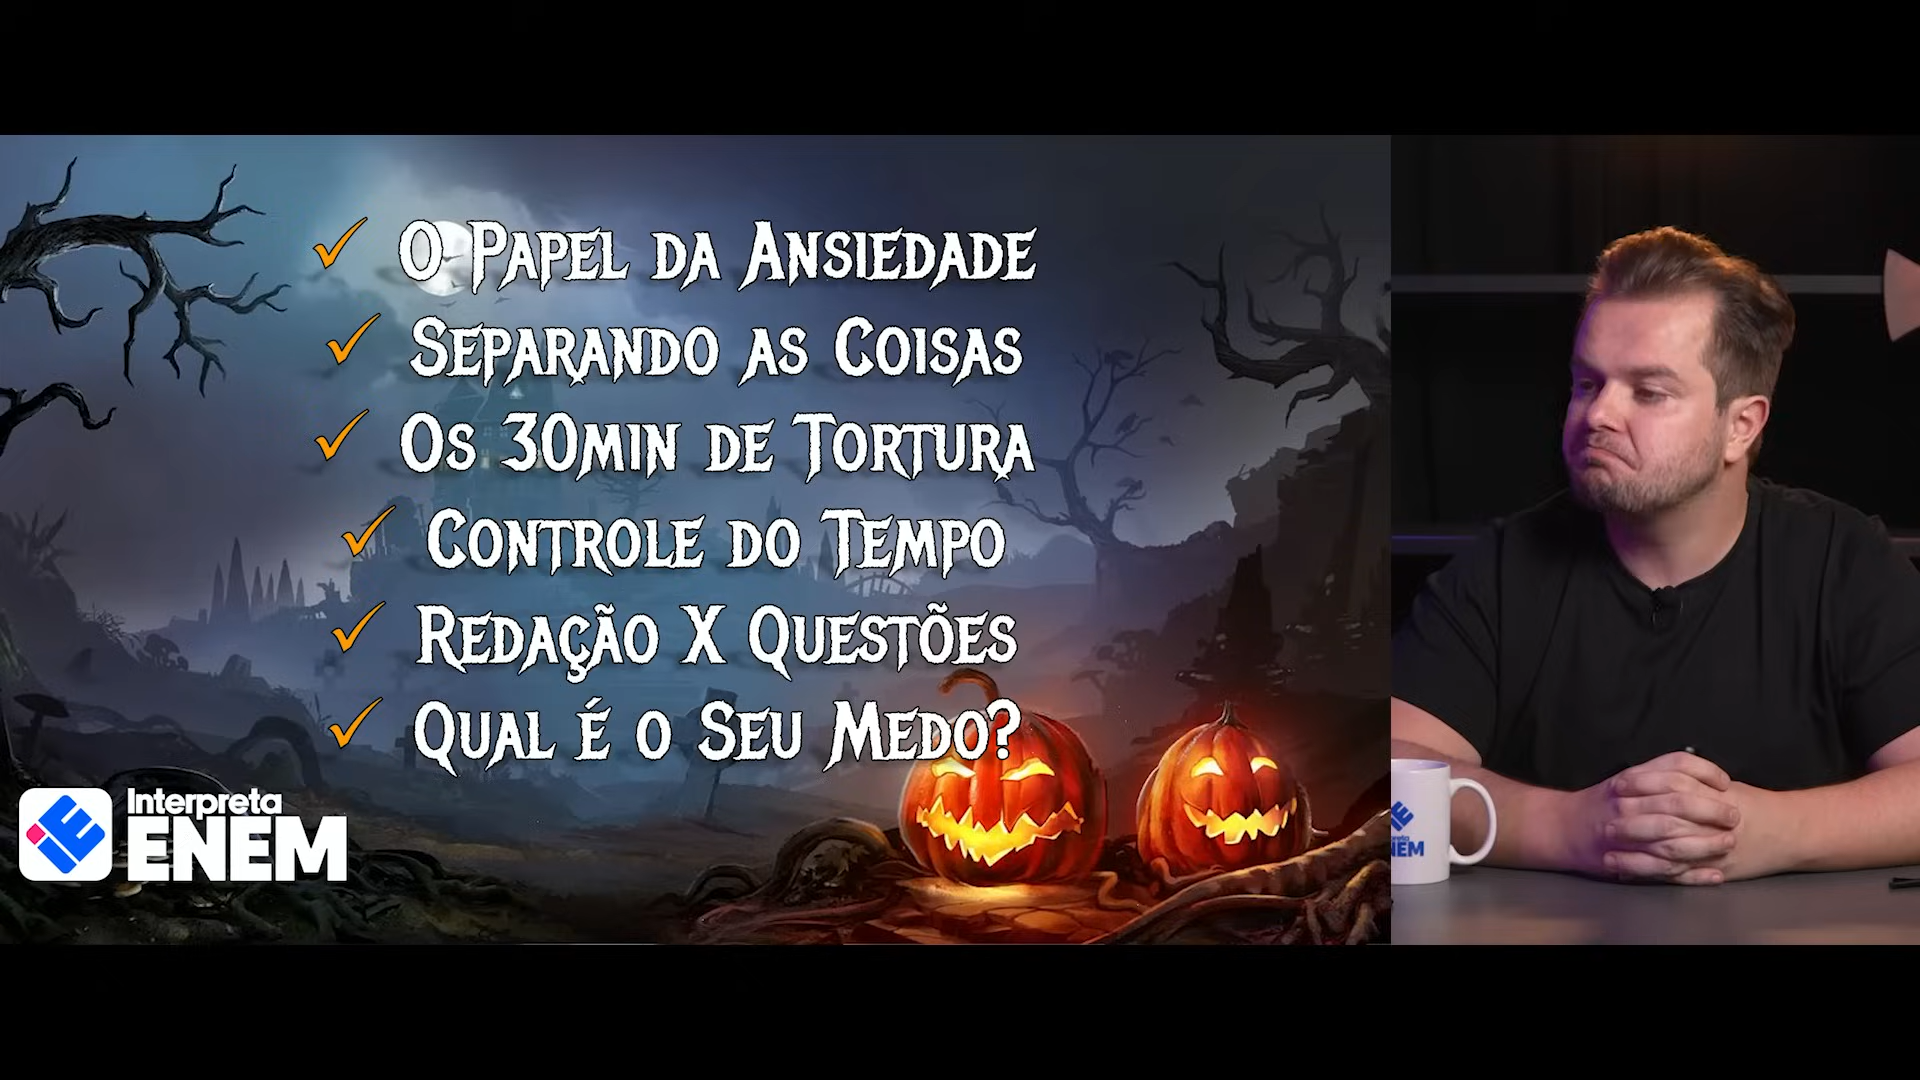 O Papel da Ansiedade
Separando as Coisas
Os 30min de Tortura
Controle do Tempo
Redação X Questões
Qual é o Seu Medo?
Interpreta
ENEM